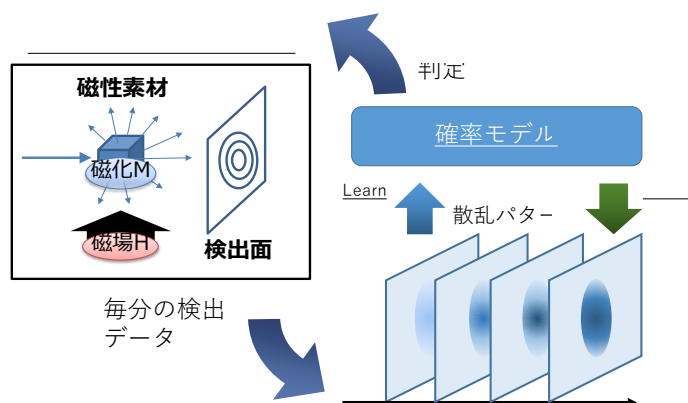 判定
磁性素材
確率モデル
磁化M
Learn
散乱パター
磁場H
検出面
毎分の検出
データ